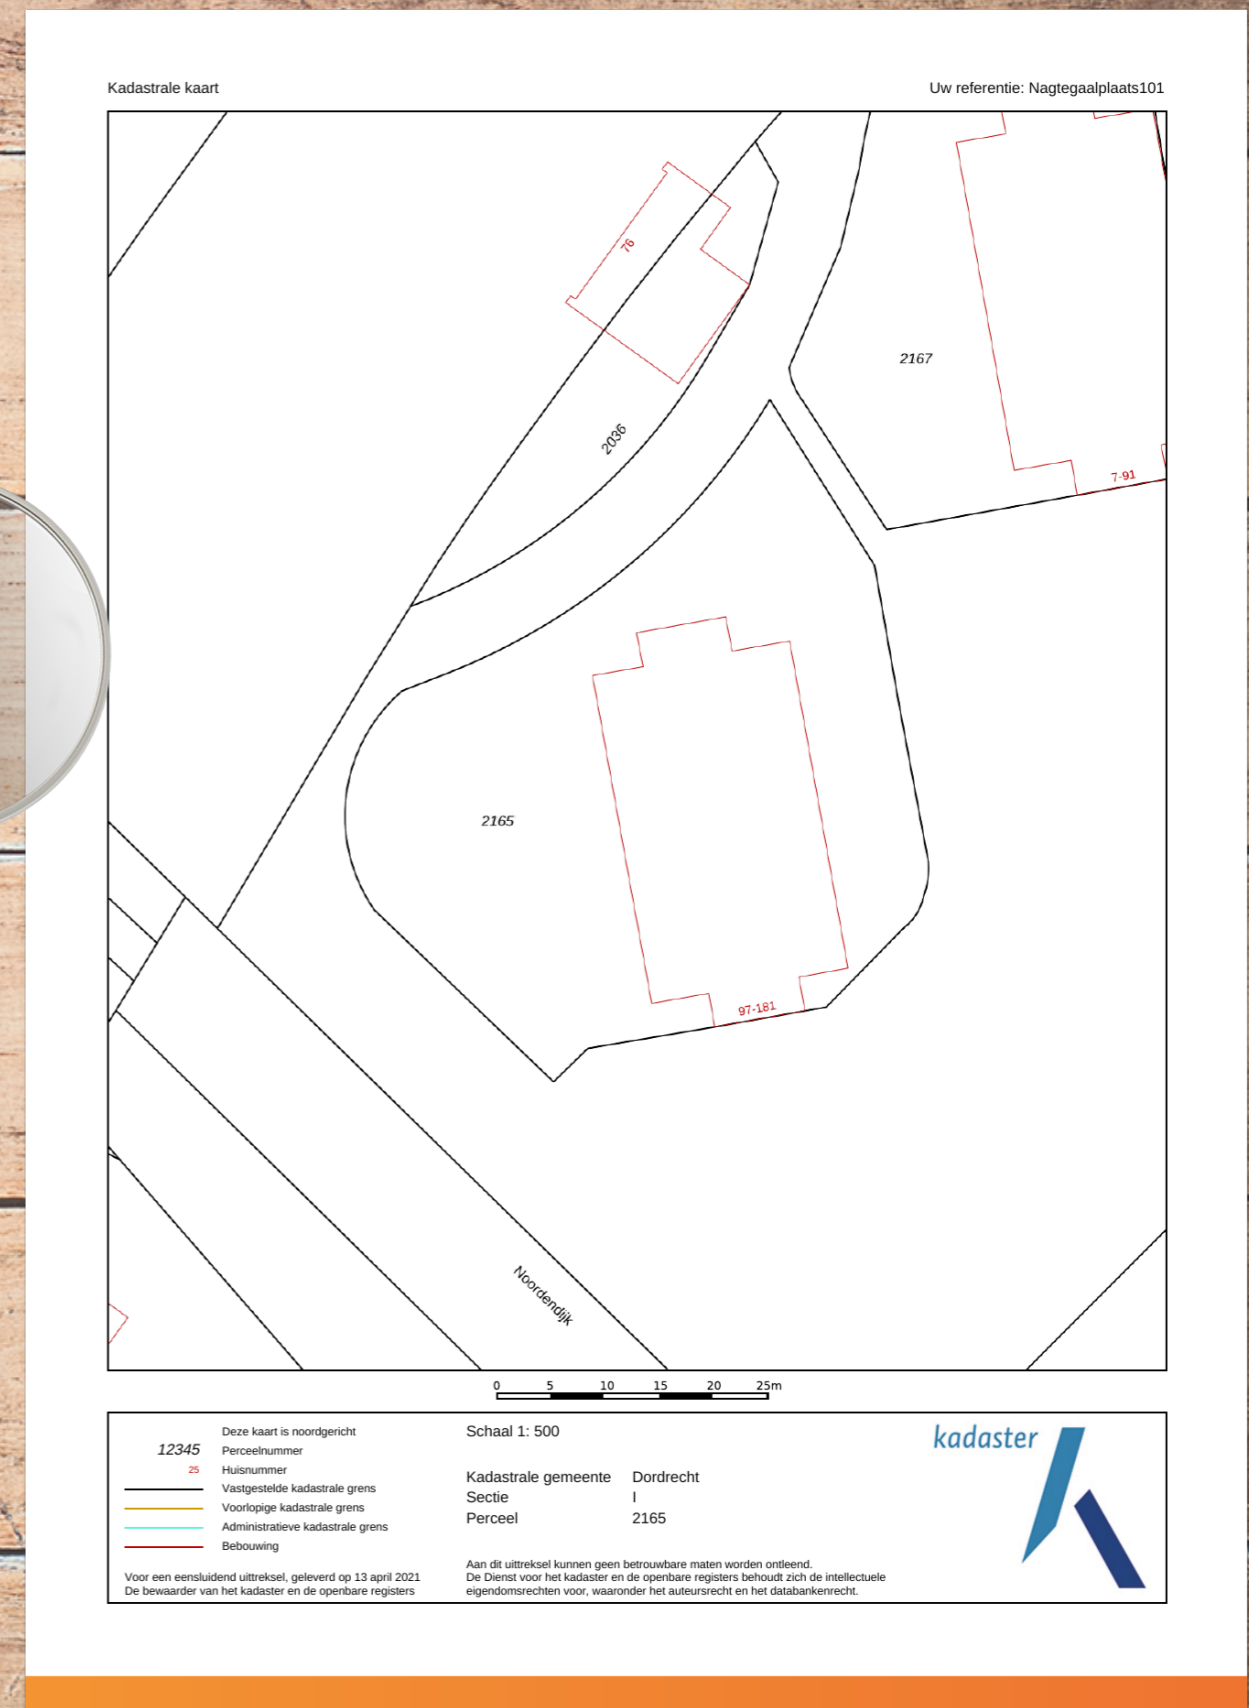 Kadastrale kaart
Uw referentie: Nagtegaalplaats101
76
2167
2036
7-91
2165
97-181
Noordendijk
0 5 10 15 20 25m
Deze kaart is noordgericht
12345 Perceelnummer
25 Huisnummer
Vastgestelde kadastrale grens
Voorlopige kadastrale grens
Administratieve kadastrale grens
Bebouwing
Voor een eensluidend uittreksel, geleverd op 13 april 2021
De bewaarder van het kadaster en de openbare registers
Schaal 1: 500
Kadastrale gemeente Dordrecht
Sectie I
Perceel 2165
Aan dit uittreksel kunnen geen betrouwbare maten worden ontleend.
De Dienst voor het kadaster en de openbare registers behoudt zich de intellectuele
eigendomsrechten voor, waaronder het auteursrecht en het databankenrecht.
kadaster